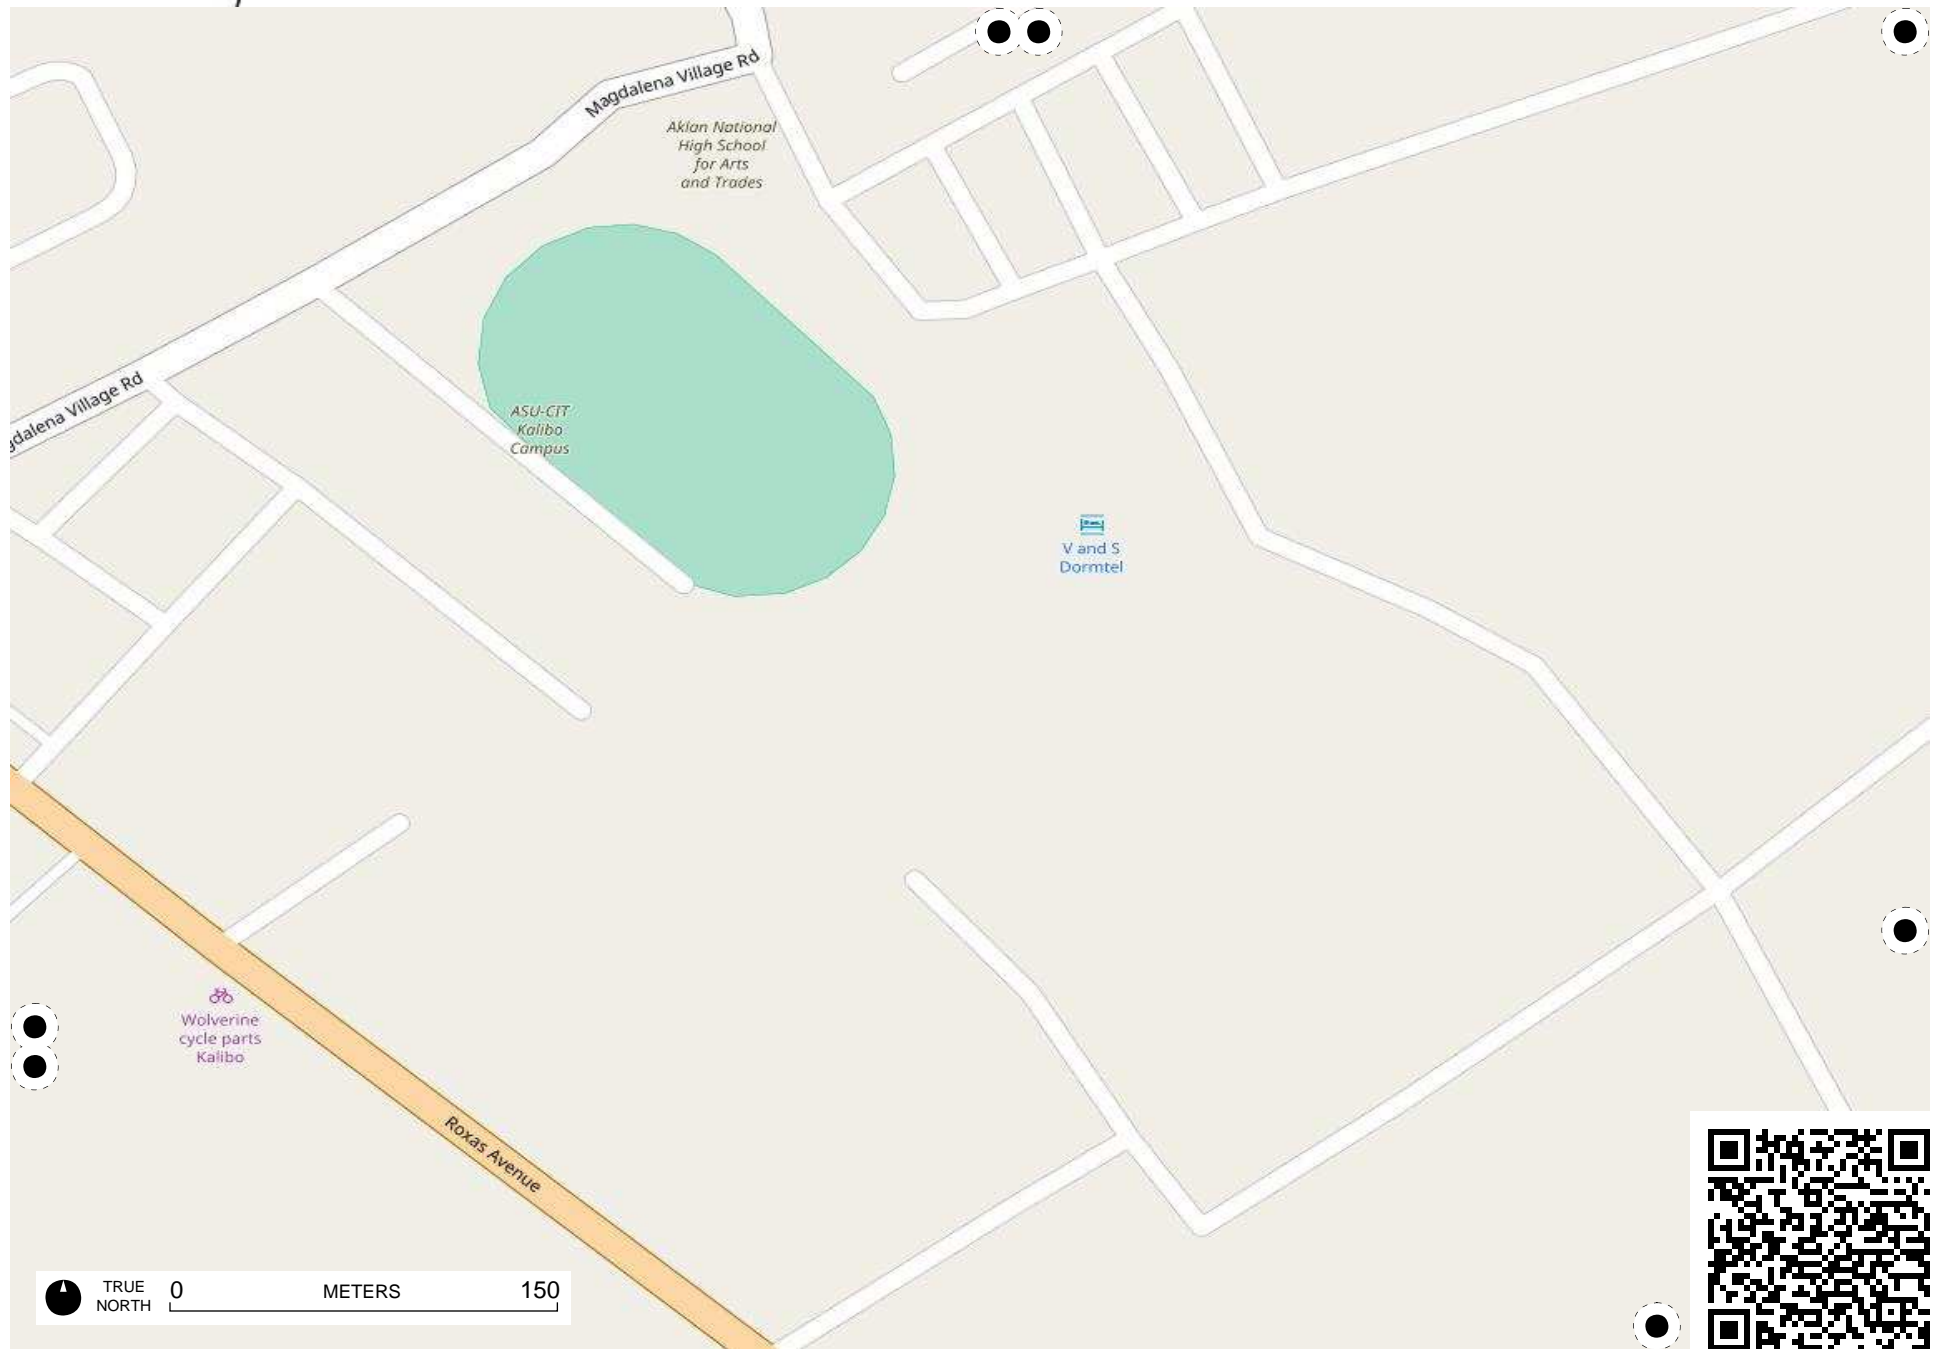 Magdalena Village Rd
Aklan National
High School
for Arts
and Trades
gdalena Village Rd
ASU-CIT
Kalibo
Campus
V and S
Dormtel
Wolverine
cycle parts
Kalibo
Roxas Avenue
TRUE
NORTH
0 METERS 150